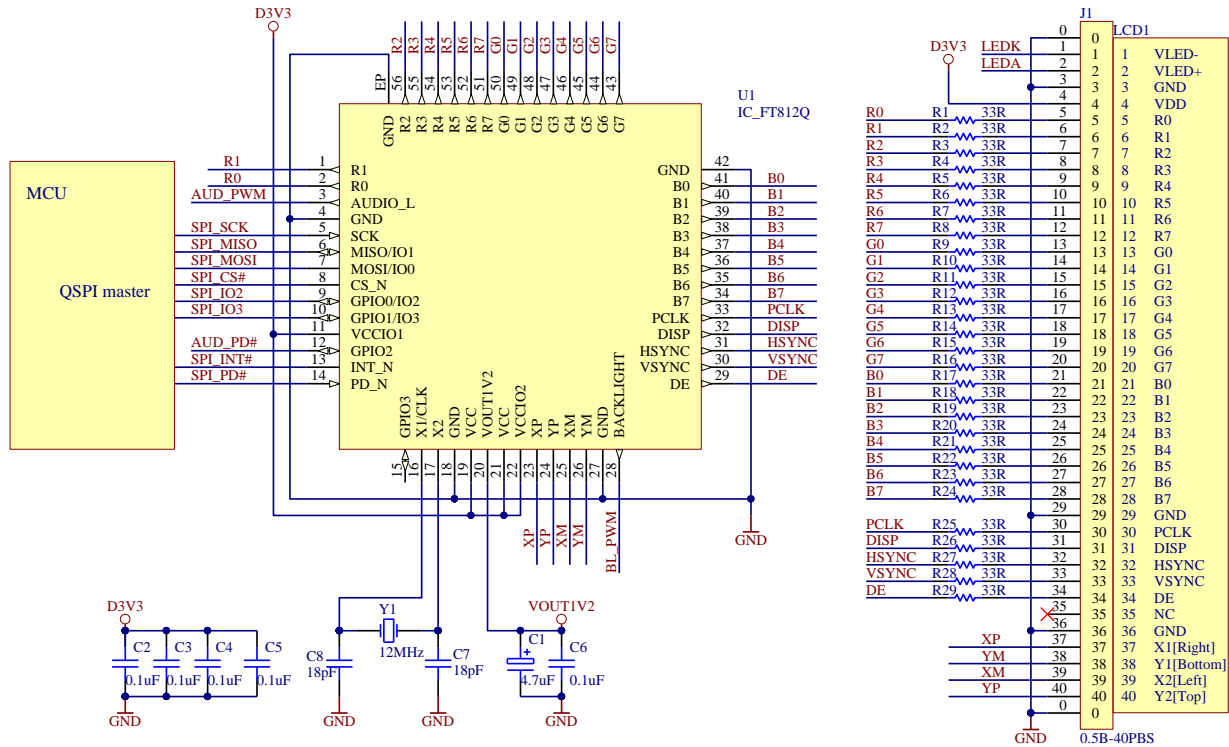 D3V3
R2 R3 R4 R5 R6 R7 G0 G1 G2 G3 G4 G5 G6 G7
EP 56 55 54 53 52 51 50 49 48 47 46 45 44 43
GND R2 R3 R4 R5 R6 R7 G0 G1 G2 G3 G4 G5 G6 G7
U1
IC_FT812Q
MCU
QSPI master
R1 1 R1
R0 2 R0
AUD_PWM 3 AUDIO_L
4 GND
SPI_SCK 5 SCK
SPI_MISO 6 MISO/IO1
SPI_MOSI 7 MOSI/IO0
SPI_CS# 8 CS_N
SPI_IO2 9 GPIO0/IO2
SPI_IO3 10 GPIO1/IO3
11 VCCIO1
AUD_PD# 12 GPIO2
SPI_INT# 13 INT_N
SPI_PD# 14 PD_N
GND 42
B0 41 B0
B1 40 B1
B2 39 B2
B3 38 B3
B4 37 B4
B5 36 B5
B6 35 B6
B7 34 B7
PCLK 33 PCLK
DISP 32 DISP
HSYNC 31 HSYNC
VSYNC 30 VSYNC
DE 29 DE
GPIO3 X1/CLK X2 GND VCC VOUT1V2 VCC VCCIO2 XP YP XM YM GND BACKLIGHT
15 16 17 18 19 20 21 22 23 24 25 26 27 28
XP YP XM YM BL_PWM
GND
D3V3
C2 C3 C4 C5
0.1uF 0.1uF 0.1uF 0.1uF
GND GND
Y1
12MHz
C8
18pF
C7
18pF
GND GND
VOUT1V2
C1
4.7uF
C6
0.1uF
GND
J1
LCD1
D3V3
0 0
LEDK 1 1 1 VLED-
LEDA 2 2 2 VLED+
3 3 3 GND
4 4 4 VDD
R0 R1 33R 5 5 5 R0
R1 R2 33R 6 6 6 R1
R2 R3 33R 7 7 7 R2
R3 R4 33R 8 8 8 R3
R4 R5 33R 9 9 9 R4
R5 R6 33R 10 10 10 R5
R6 R7 33R 11 11 11 R6
R7 R8 33R 12 12 12 R7
G0 R9 33R 13 13 13 G0
G1 R10 33R 14 14 14 G1
G2 R11 33R 15 15 15 G2
G3 R12 33R 16 16 16 G3
G4 R13 33R 17 17 17 G4
G5 R14 33R 18 18 18 G5
G6 R15 33R 19 19 19 G6
G7 R16 33R 20 20 20 G7
B0 R17 33R 21 21 21 B0
B1 R18 33R 22 22 22 B1
B2 R19 33R 23 23 23 B2
B3 R20 33R 24 24 24 B3
B4 R21 33R 25 25 25 B4
B5 R22 33R 26 26 26 B5
B6 R23 33R 27 27 27 B6
B7 R24 33R 28 28 28 B7
29 29 29 GND
PCLK R25 33R 30 30 30 PCLK
DISP R26 33R 31 31 31 DISP
HSYNC R27 33R 32 32 32 HSYNC
VSYNC R28 33R 33 33 33 VSYNC
DE R29 33R 34 34 34 DE
35 35 35 NC
36 36 36 GND
XP 37 37 37 X1[Right]
YM 38 38 38 Y1[Bottom]
XM 39 39 39 X2[Left]
YP 40 40 40 Y2[Top]
0 0
GND
0.5B-40PBS